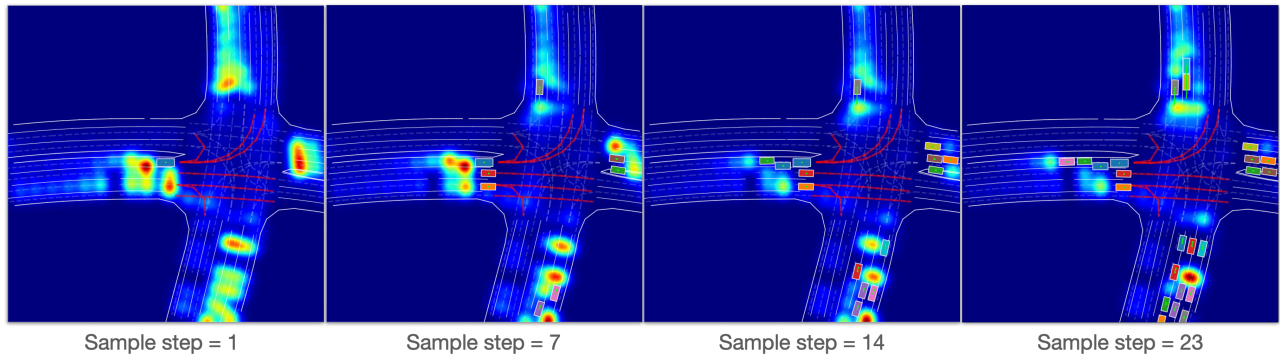 Sample step = 1
Sample step = 7
Sample step = 14
Sample step = 23